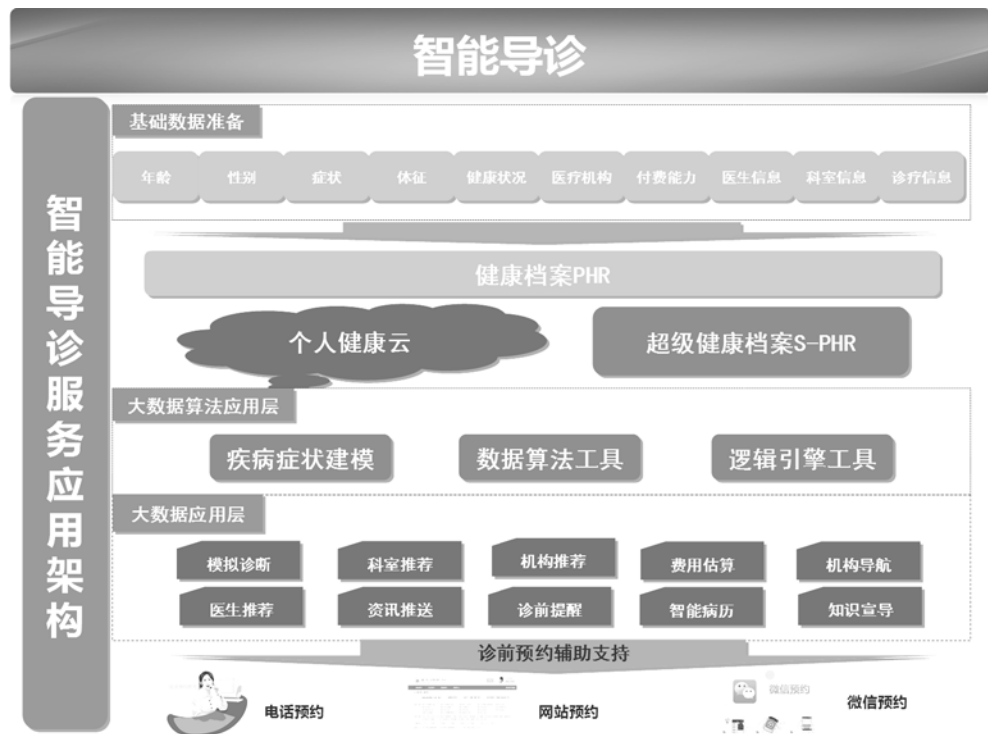 智能导诊
智能导诊服务应用架构
基础数据准备
年龄 性别 症状 体征 健康状况 医疗机构 付费能力 医生信息 科室信息 诊疗信息
健康档案PHR
个人健康云 超级健康档案S-PHR
大数据算法应用层
疾病症状建模 数据算法工具 逻辑引擎工具
大数据应用层
模拟诊断 科室推荐 机构推荐 费用估算 机构导航
医生推荐 资讯推送 诊前提醒 智能病历 知识宣导
诊前预约辅助支持
电话预约 网站预约 微信预约 微信预约